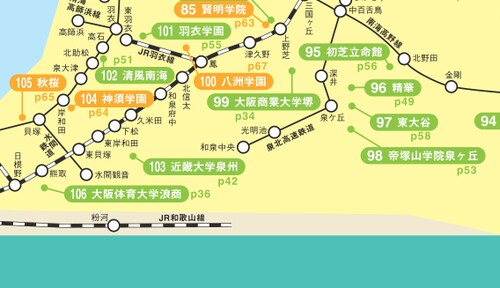 85 賢明学院
p63
高師浜線
東羽衣
羽衣
高師浜
高石
101 羽衣学園
p55
三国ヶ丘
中百舌鳥
南海高野線
上野芝
95 初芝立命館
p56
北野田
北助松
p51
JR羽衣線
鳳
津久野
p67
泉大津
102 清風南海
100 八洲学園
深井
96 精華
p49
金剛
105 秋桜
p65
104 神須学園
p64
北信太
和泉府中
99 大阪商業大学堺
p34
泉ケ丘
97 東大谷
p58
94
貝塚
岸和田
久米田
下松
光明池
泉北高速鉄道
和泉中央
98 帝塚山学院泉ヶ丘
p53
東岸和田
東貝塚
水間鉄道
日根野
熊取
水間観音
103 近畿大学泉州
p42
106 大阪体育大学浪商
p36
粉河
JR和歌山線